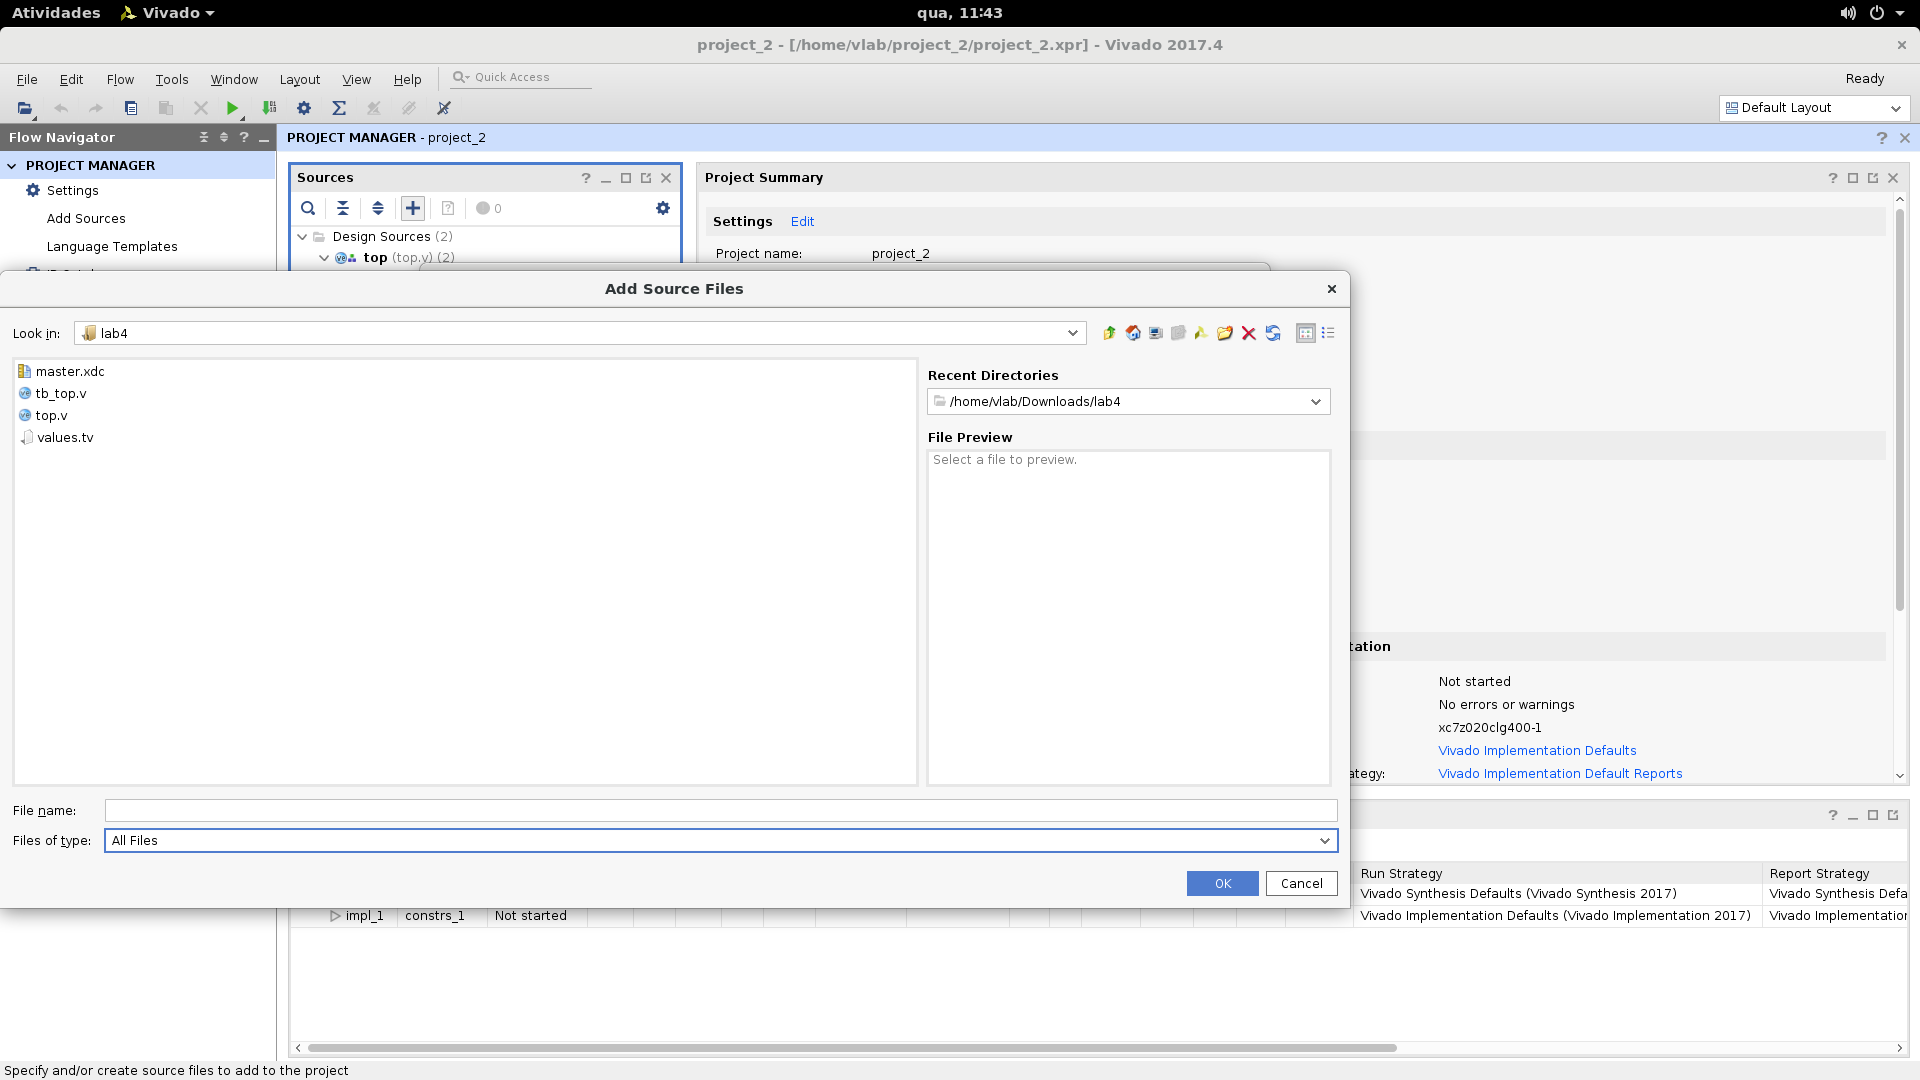 Atividades Vivado qua, 11:43
project_2 - [/home/vlab/project_2/project_2.xpr] - Vivado 2017.4
File Edit Flow Tools Window Layout View Help Quick Access Ready
Default Layout
Flow Navigator PROJECT MANAGER - project_2
PROJECT MANAGER
Settings
Add Sources
Language Templates
Sources
0
Design Sources (2)
top (top.v) (2)
Project Summary
Settings Edit
Project name: project_2
Add Source Files
Look in: lab4
master.xdc
tb_top.v
top.v
values.tv
Recent Directories
/home/vlab/Downloads/lab4
File Preview
Select a file to preview.
File name:
Files of type: All Files
OK Cancel
tation
Not started
No errors or warnings
xc7z020clg400-1
Vivado Implementation Defaults
ategy: Vivado Implementation Default Reports
Run Strategy Report Strategy
Vivado Synthesis Defaults (Vivado Synthesis 2017) Vivado Synthesis Defa
impl_1 constrs_1 Not started Vivado Implementation Defaults (Vivado Implementation 2017) Vivado Implementation
Specify and/or create source files to add to the project